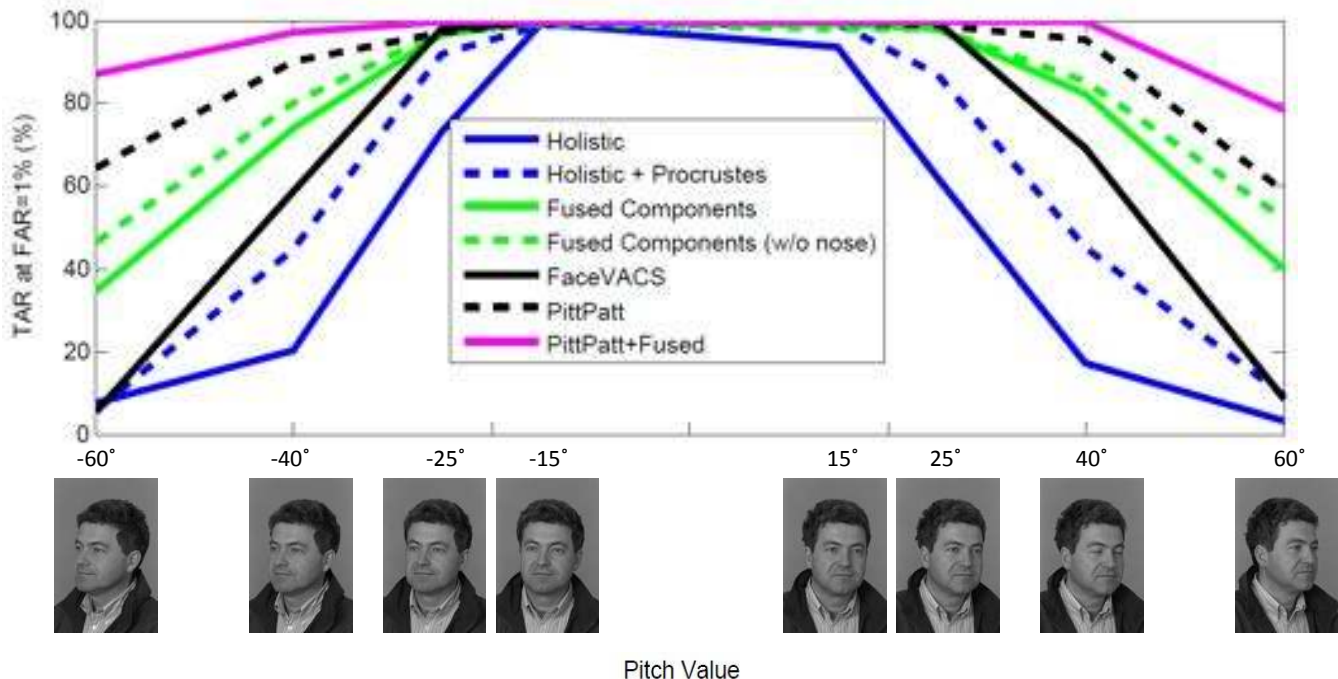 TAR at FAR=1% (%)
100
80
60
40
20
0
Holistic
Holistic + Procrustes
Fused Components
Fused Components (w/o nose)
FaceVACS
PittPatt
PittPatt+Fused
-60˚ -40˚ -25˚ -15˚ 15˚ 25˚ 40˚ 60˚
Pitch Value